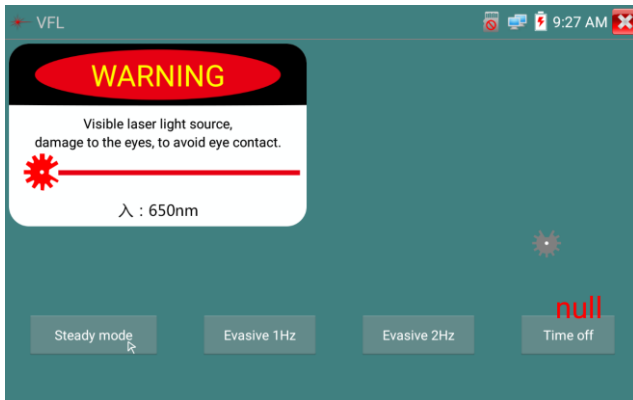 VFL
9:27 AM
WARNING
Visible laser light source,
damage to the eyes, to avoid eye contact.
入 : 650nm
null
Steady mode
Evasive 1Hz
Evasive 2Hz
Time off